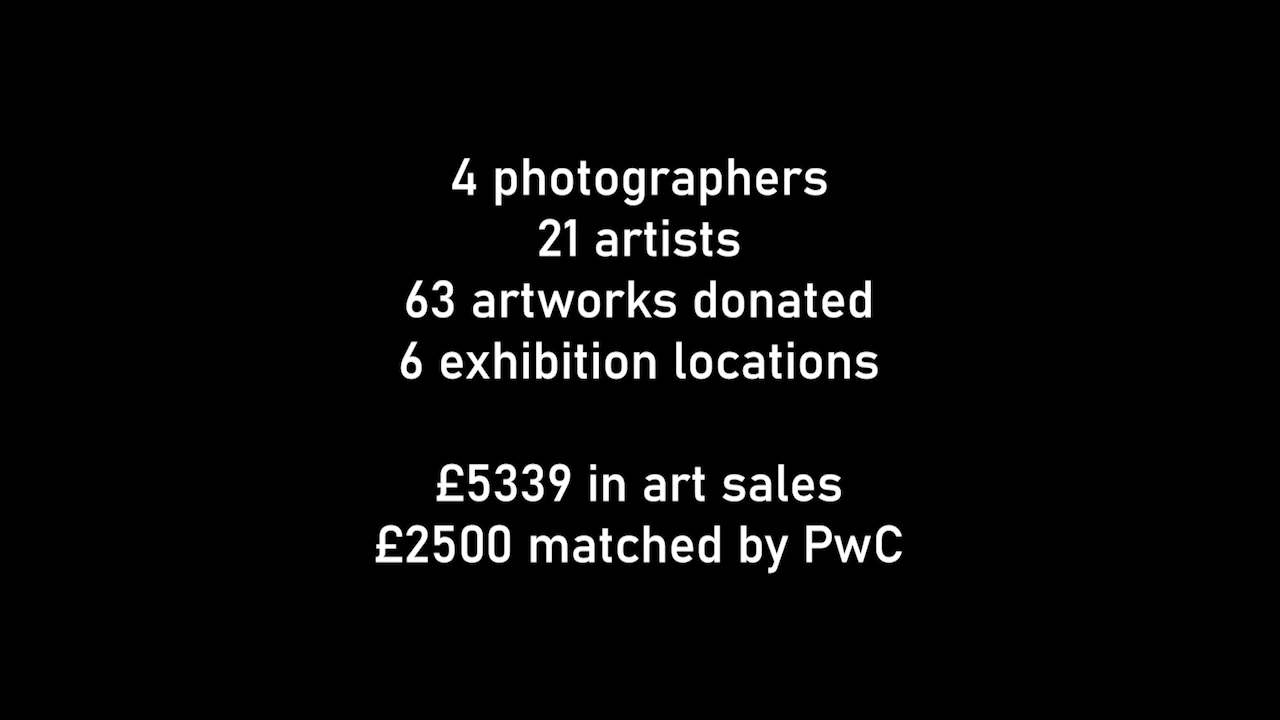 4 photographers
21 artists
63 artworks donated
6 exhibition locations
£5339 in art sales
£2500 matched by PwC